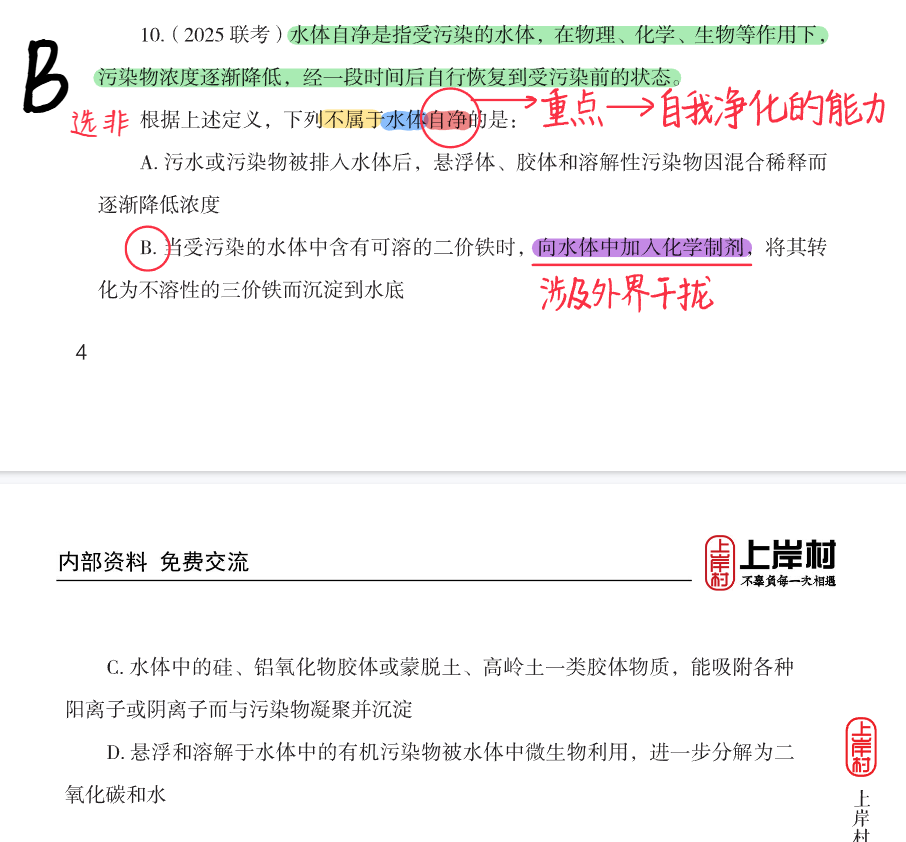 B
10.（2025 联考）水体自净是指受污染的水体，在物理、化学、生物等作用下，
污染物浓度逐渐降低，经一段时间后自行恢复到受污染前的状态。
选非 根据上述定义，下列不属于水体自净的是： 重点 → 自我净化的能力
A. 污水或污染物被排入水体后，悬浮体、胶体和溶解性污染物因混合稀释而
逐渐降低浓度
B. 当受污染的水体中含有可溶的二价铁时，向水体中加入化学制剂，将其转
化为不溶性的三价铁而沉淀到水底
涉及外界干扰
4
内部资料 免费交流
上岸村 上岸村
不辜负每一次相遇
C. 水体中的硅、铝氧化物胶体或蒙脱土、高岭土一类胶体物质，能吸附各种
阳离子或阴离子而与污染物凝聚并沉淀
D. 悬浮和溶解于水体中的有机污染物被水体中微生物利用，进一步分解为二
氧化碳和水
上岸村
上岸村